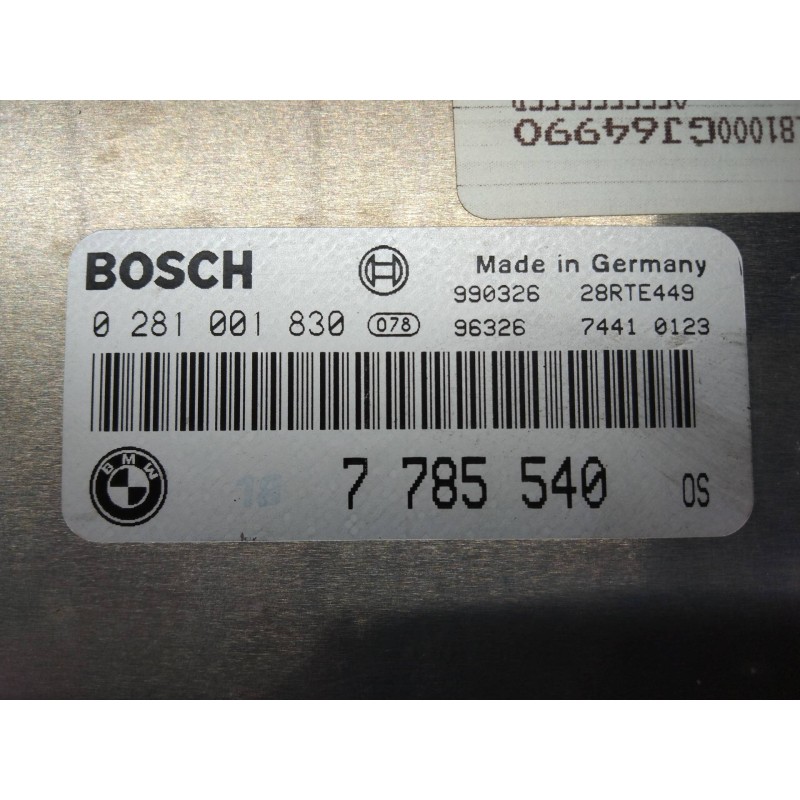 81000GJ64990
BOSCH
Made in Germany
990326 28RTE449
0 281 001 830 078 96326 7441 0123
BMW
7 785 540 OS